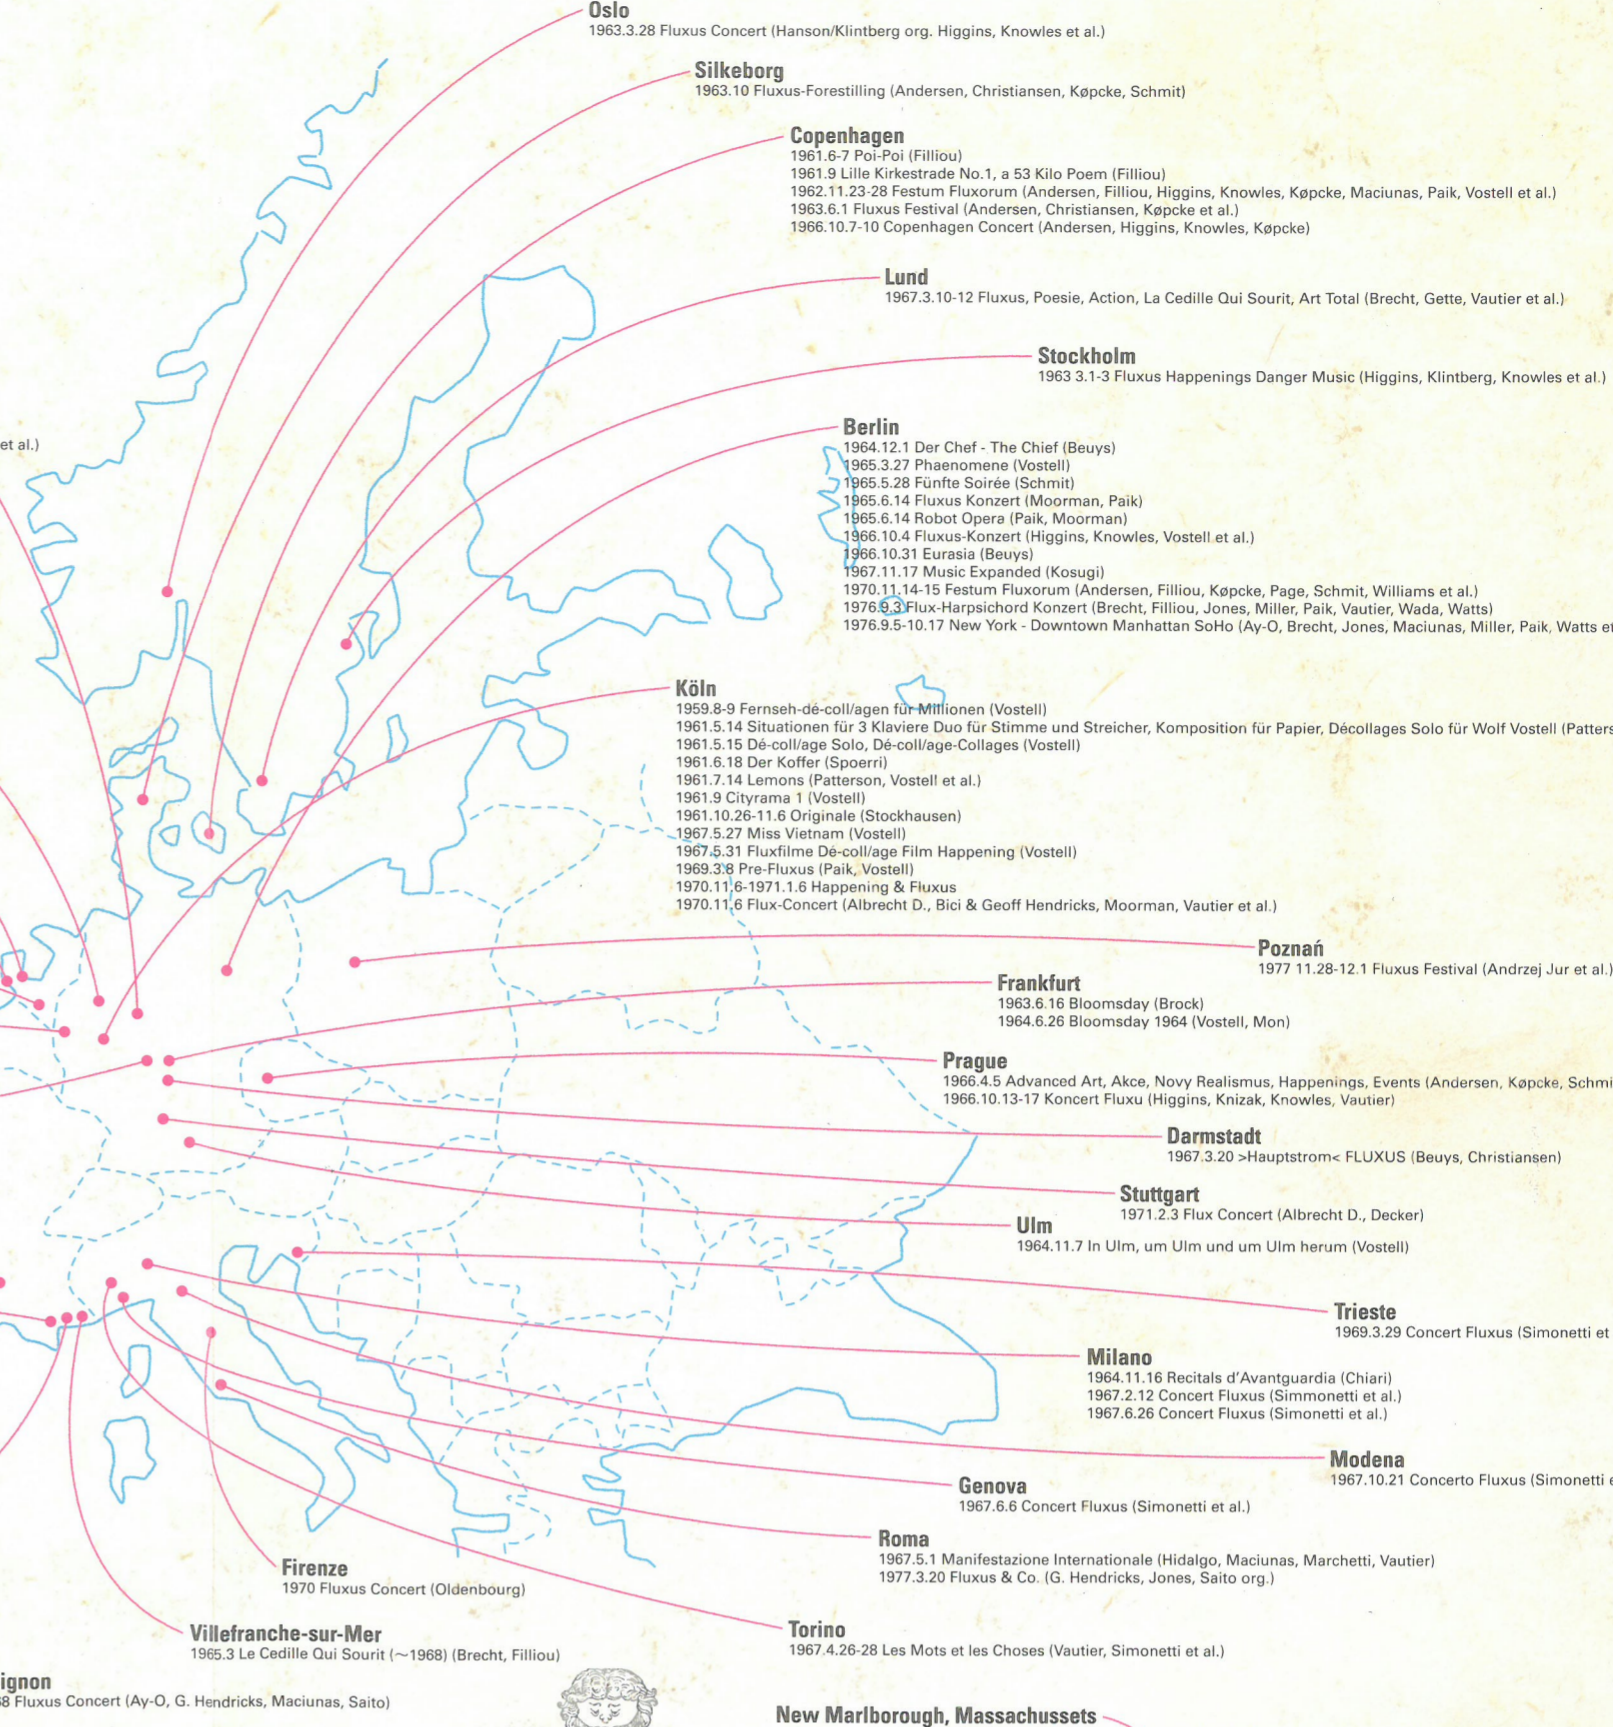 Oslo
1963.3.28 Fluxus Concert (Hanson/Klintberg org. Higgins, Knowles et al.)
Silkeborg
1963.10 Fluxus-Forestilling (Andersen, Christiansen, Køpcke, Schmit)
Copenhagen
1961.6-7 Poi-Poi (Filliou)
1961.9 Lille Kirkestrade No.1, a 53 Kilo Poem (Filliou)
1962.11.23-28 Festum Fluxorum (Andersen, Filliou, Higgins, Knowles, Køpcke, Maciunas, Paik, Vostell et al.)
1963.6.1 Fluxus Festival (Andersen, Christiansen, Køpcke et al.)
1966.10.7-10 Copenhagen Concert (Andersen, Higgins, Knowles, Køpcke)
Lund
1967.3.10-12 Fluxus, Poesie, Action, La Cedille Qui Sourit, Art Total (Brecht, Gette, Vautier et al.)
Stockholm
1963 3.1-3 Fluxus Happenings Danger Music (Higgins, Klintberg, Knowles et al.)
et al.)
Berlin
1964.12.1 Der Chef - The Chief (Beuys)
1965.3.27 Phaenomene (Vostell)
1965.5.28 Fünfte Soirée (Schmit)
1965.6.14 Fluxus Konzert (Moorman, Paik)
1965.6.14 Robot Opera (Paik, Moorman)
1966.10.4 Fluxus-Konzert (Higgins, Knowles, Vostell et al.)
1966.10.31 Eurasia (Beuys)
1967.11.17 Music Expanded (Kosugi)
1970.11.14-15 Festum Fluxorum (Andersen, Filliou, Køpcke, Page, Schmit, Williams et al.)
1976.9.3 Flux-Harpsichord Konzert (Brecht, Filliou, Jones, Miller, Paik, Vautier, Wada, Watts)
1976.9.5-10.17 New York - Downtown Manhattan SoHo (Ay-O, Brecht, Jones, Maciunas, Miller, Paik, Watts et
Köln
1959.8-9 Fernseh-dé-coll/agen für Millionen (Vostell)
1961.5.14 Situationen für 3 Klaviere Duo für Stimme und Streicher, Komposition für Papier, Décollages Solo für Wolf Vostell (Patters
1961.5.15 Dé-coll/age Solo, Dé-coll/age-Collages (Vostell)
1961.6.18 Der Koffer (Spoerri)
1961.7.14 Lemons (Patterson, Vostell et al.)
1961.9 Cityrama 1 (Vostell)
1961.10.26-11.6 Originale (Stockhausen)
1967.5.27 Miss Vietnam (Vostell)
1967.5.31 Fluxfilme Dé-coll/age Film Happening (Vostell)
1969.3.8 Pre-Fluxus (Paik, Vostell)
1970.11.6-1971.1.6 Happening & Fluxus
1970.11.6 Flux-Concert (Albrecht D., Bici & Geoff Hendricks, Moorman, Vautier et al.)
Poznań
1977 11.28-12.1 Fluxus Festival (Andrzej Jur et al.)
Frankfurt
1963.6.16 Bloomsday (Brock)
1964.6.26 Bloomsday 1964 (Vostell, Mon)
Prague
1966.4.5 Advanced Art, Akce, Novy Realismus, Happenings, Events (Andersen, Køpcke, Schmi
1966.10.13-17 Koncert Fluxu (Higgins, Knizak, Knowles, Vautier)
Darmstadt
1967.3.20 >Hauptstrom< FLUXUS (Beuys, Christiansen)
Stuttgart
1971.2.3 Flux Concert (Albrecht D., Decker)
Ulm
1964.11.7 In Ulm, um Ulm und um Ulm herum (Vostell)
Trieste
1969.3.29 Concert Fluxus (Simonetti et
Milano
1964.11.16 Recitals d'Avantguardia (Chiari)
1967.2.12 Concert Fluxus (Simmonetti et al.)
1967.6.26 Concert Fluxus (Simonetti et al.)
Modena
1967.10.21 Concerto Fluxus (Simonetti e
Genova
1967.6.6 Concert Fluxus (Simonetti et al.)
Roma
1967.5.1 Manifestazione Internationale (Hidalgo, Maciunas, Marchetti, Vautier)
1977.3.20 Fluxus & Co. (G. Hendricks, Jones, Saito org.)
Firenze
1970 Fluxus Concert (Oldenbourg)
Torino
1967.4.26-28 Les Mots et les Choses (Vautier, Simonetti et al.)
Villefranche-sur-Mer
1965.3 Le Cedille Qui Sourit (~1968) (Brecht, Filliou)
ignon
8 Fluxus Concert (Ay-O, G. Hendricks, Maciunas, Saito)
New Marlborough, Massachussets